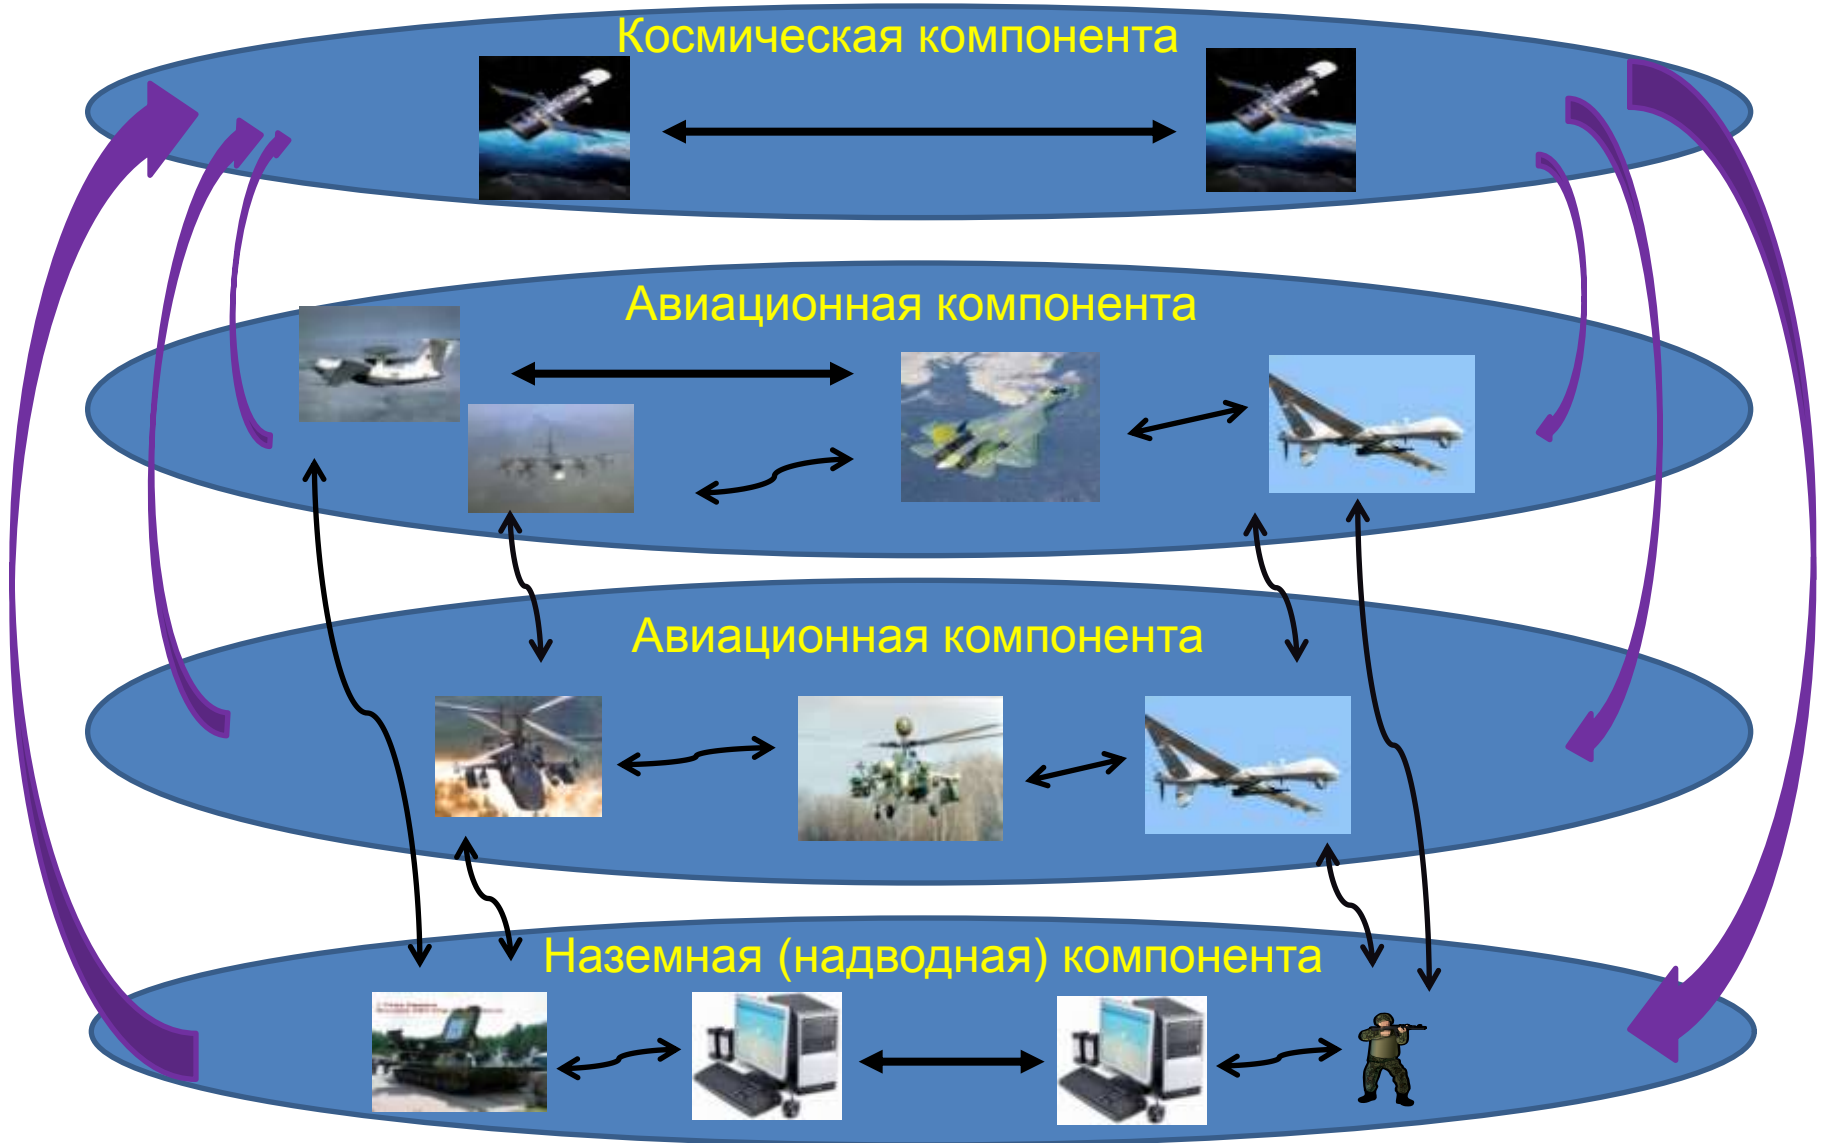 Космическая компонента
Авиационная компонента
Авиационная компонента
Наземная (надводная) компонента